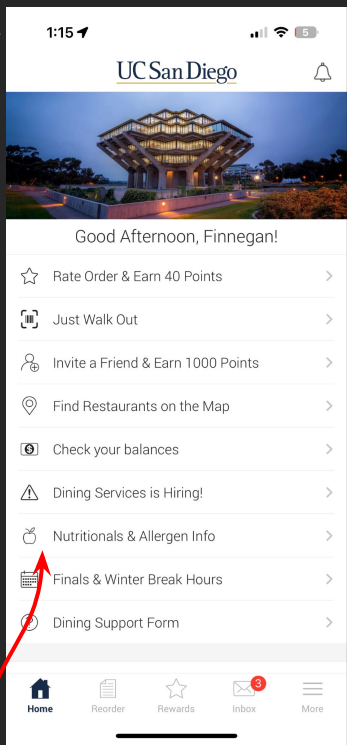 1:15
5
UC San Diego
Good Afternoon, Finnegan!
Rate Order & Earn 40 Points
Just Walk Out
Invite a Friend & Earn 1000 Points
Find Restaurants on the Map
Check your balances
Dining Services is Hiring!
Nutritionals & Allergen Info
Finals & Winter Break Hours
Dining Support Form
3
Home Reorder Rewards Inbox More